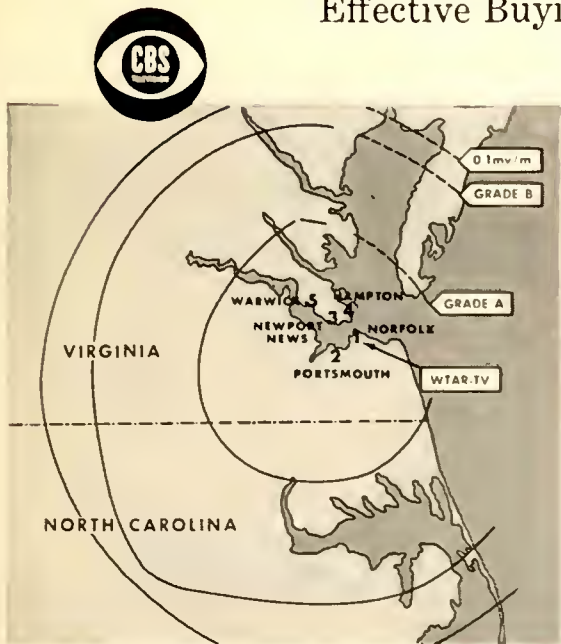 Effective
CBS
TELEVISION
0.1mv/m
GRADE B
GRADE A
WARWICK 5
HAMPTON
4
3
NEWPORT
NEWS
NORFOLK
1
2
PORTSMOUTH
WTAR-TV
VIRGINIA
NORTH CAROLINA